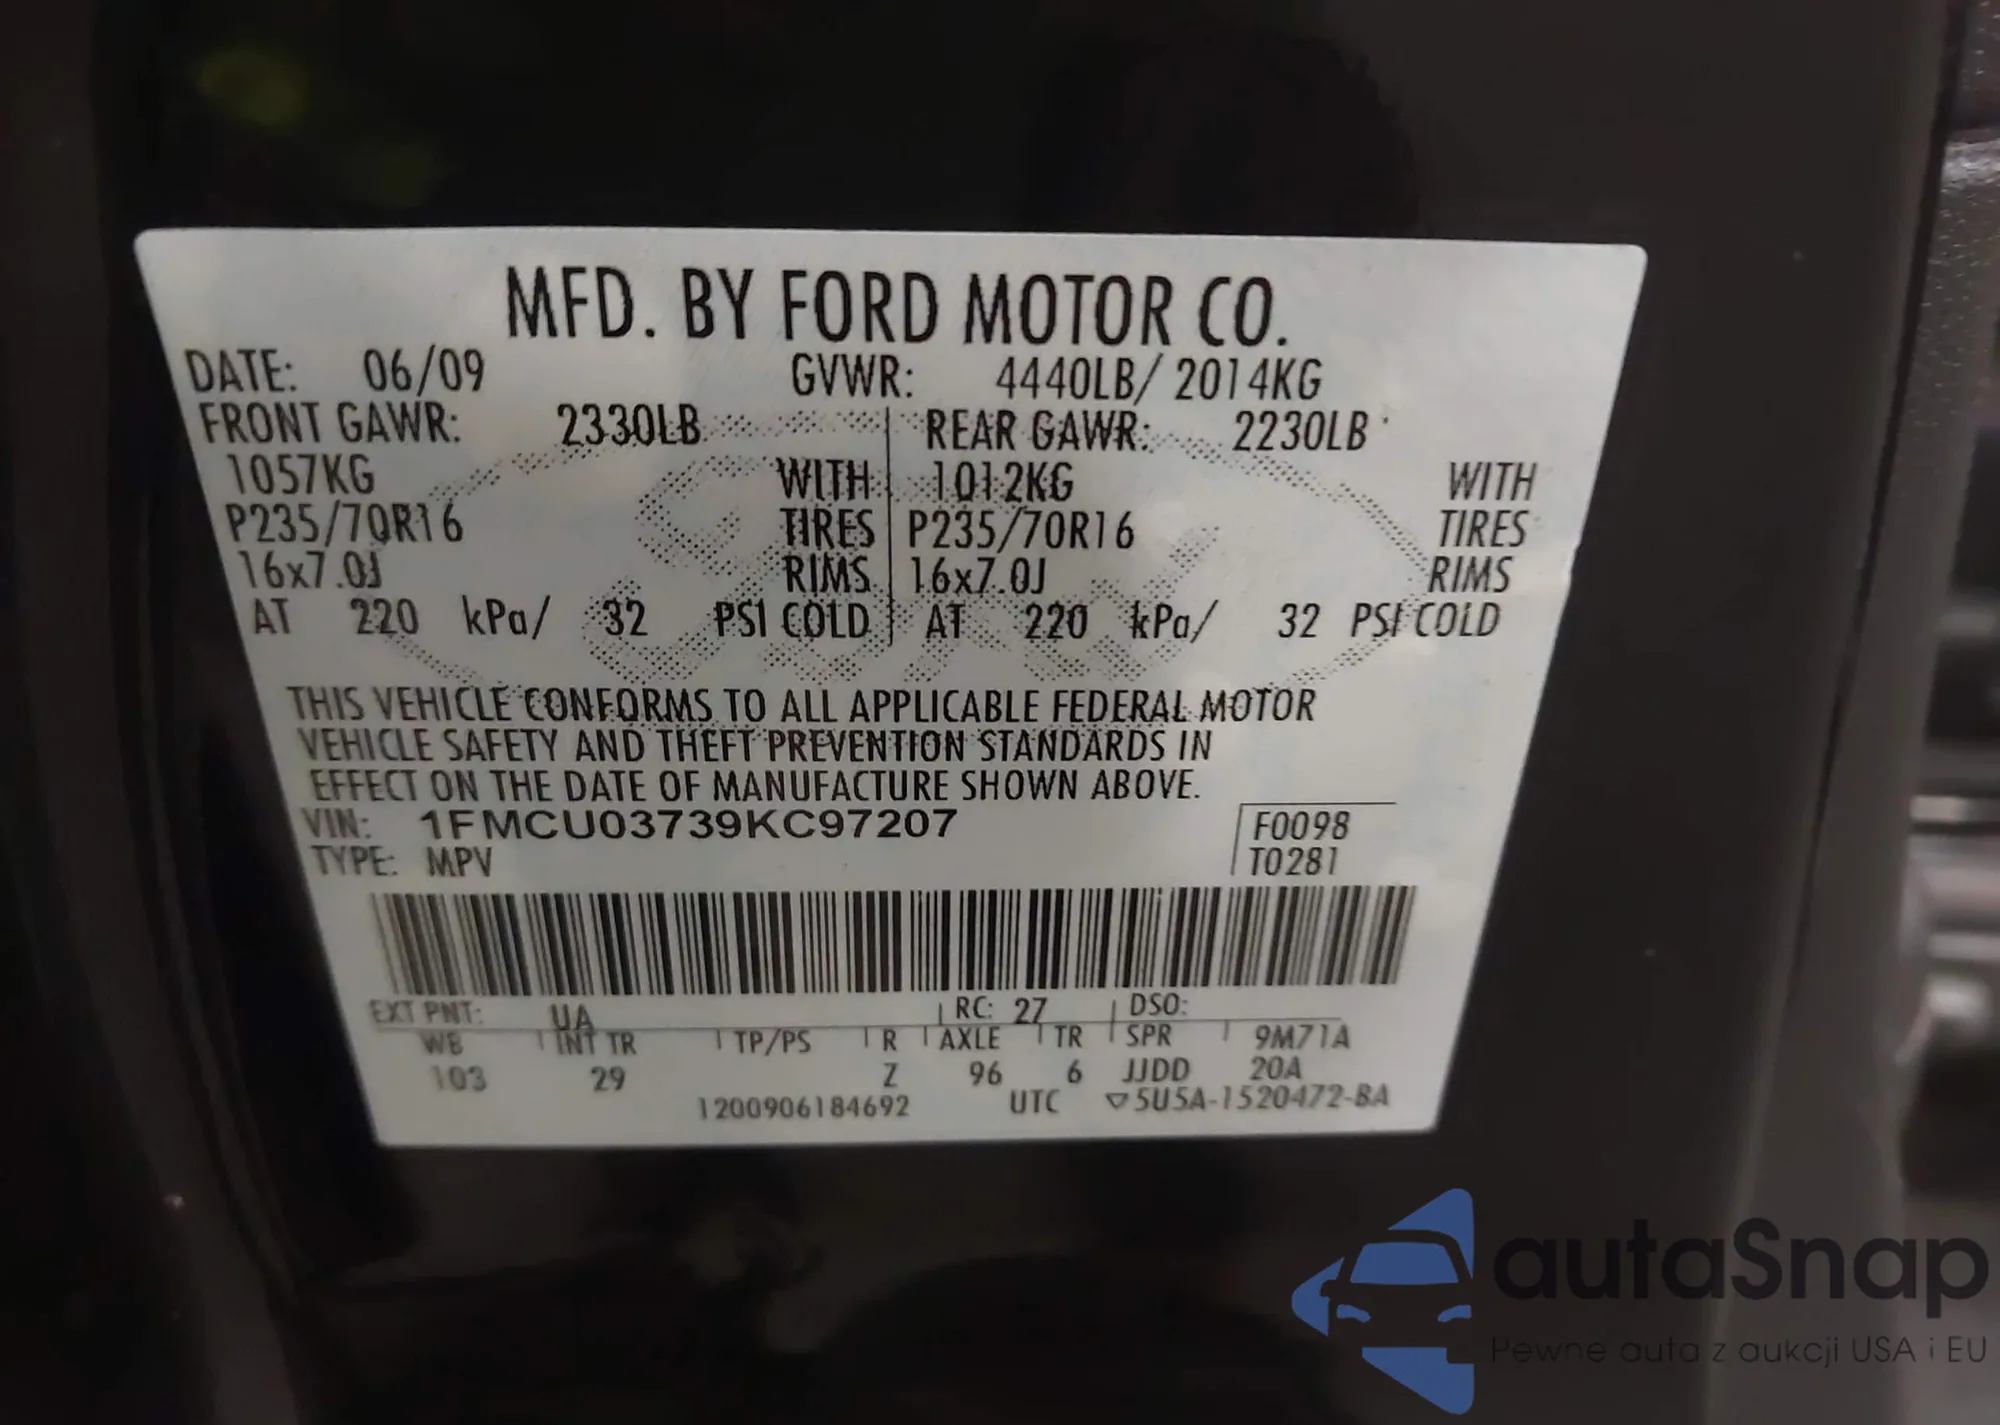 MFD. BY FORD MOTOR CO.
DATE: 06/09 GVWR: 4440LB/ 2014KG
FRONT GAWR: 2330LB REAR GAWR: 2230LB
1057KG WITH 1012KG WITH
P235/70R16 TIRES P235/70R16 TIRES
16x7.0J RIMS 16x7.0J RIMS
AT 220 kPa/ 32 PSI COLD AT 220 kPa/ 32 PSI COLD
THIS VEHICLE CONFORMS TO ALL APPLICABLE FEDERAL MOTOR
VEHICLE SAFETY AND THEFT PREVENTION STANDARDS IN
EFFECT ON THE DATE OF MANUFACTURE SHOWN ABOVE.
VIN: 1FMCU03739KC97207 F0098
TYPE: MPV T0281
EXT PNT: UA RC: 27 DSO:
WB INT TR TP/PS R AXLE TR SPR 9M71A
103 29 Z 96 6 JJDD 20A
1200906184692 UTC ▽5U5A-1520472-BA
autaSnap
Pewne auta z aukcji USA i EU